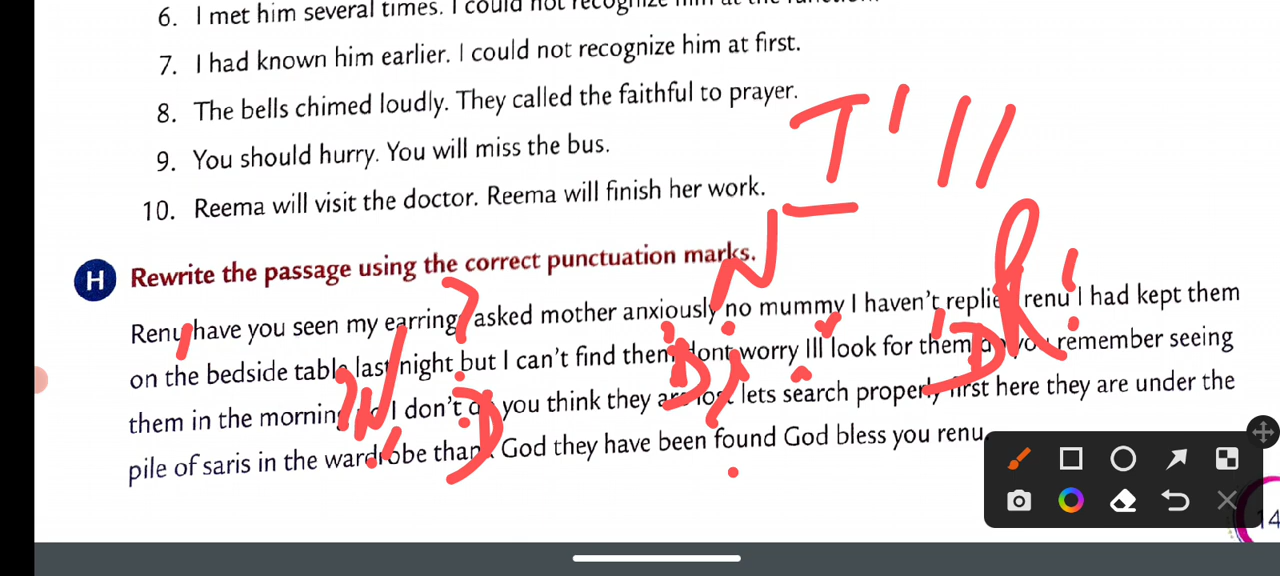 6. I met him several times. I could not recognize him at the function.
7. I had known him earlier. I could not recognize him at first.
8. The bells chimed loudly. They called the faithful to prayer.
9. You should hurry. You will miss the bus.
10. Reema will visit the doctor. Reema will finish her work.
I'll
H Rewrite the passage using the correct punctuation marks.
N
R!
Renu, have you seen my earring? asked mother anxiously no mummy I haven't replied renu I had kept them
on the bedside table last night but I can't find them dont worry Ill look for them do you remember seeing
them in the morning no I don't do you think they are lost lets search properly first here they are under the
pile of saris in the wardrobe thank God they have been found God bless you renu.
14